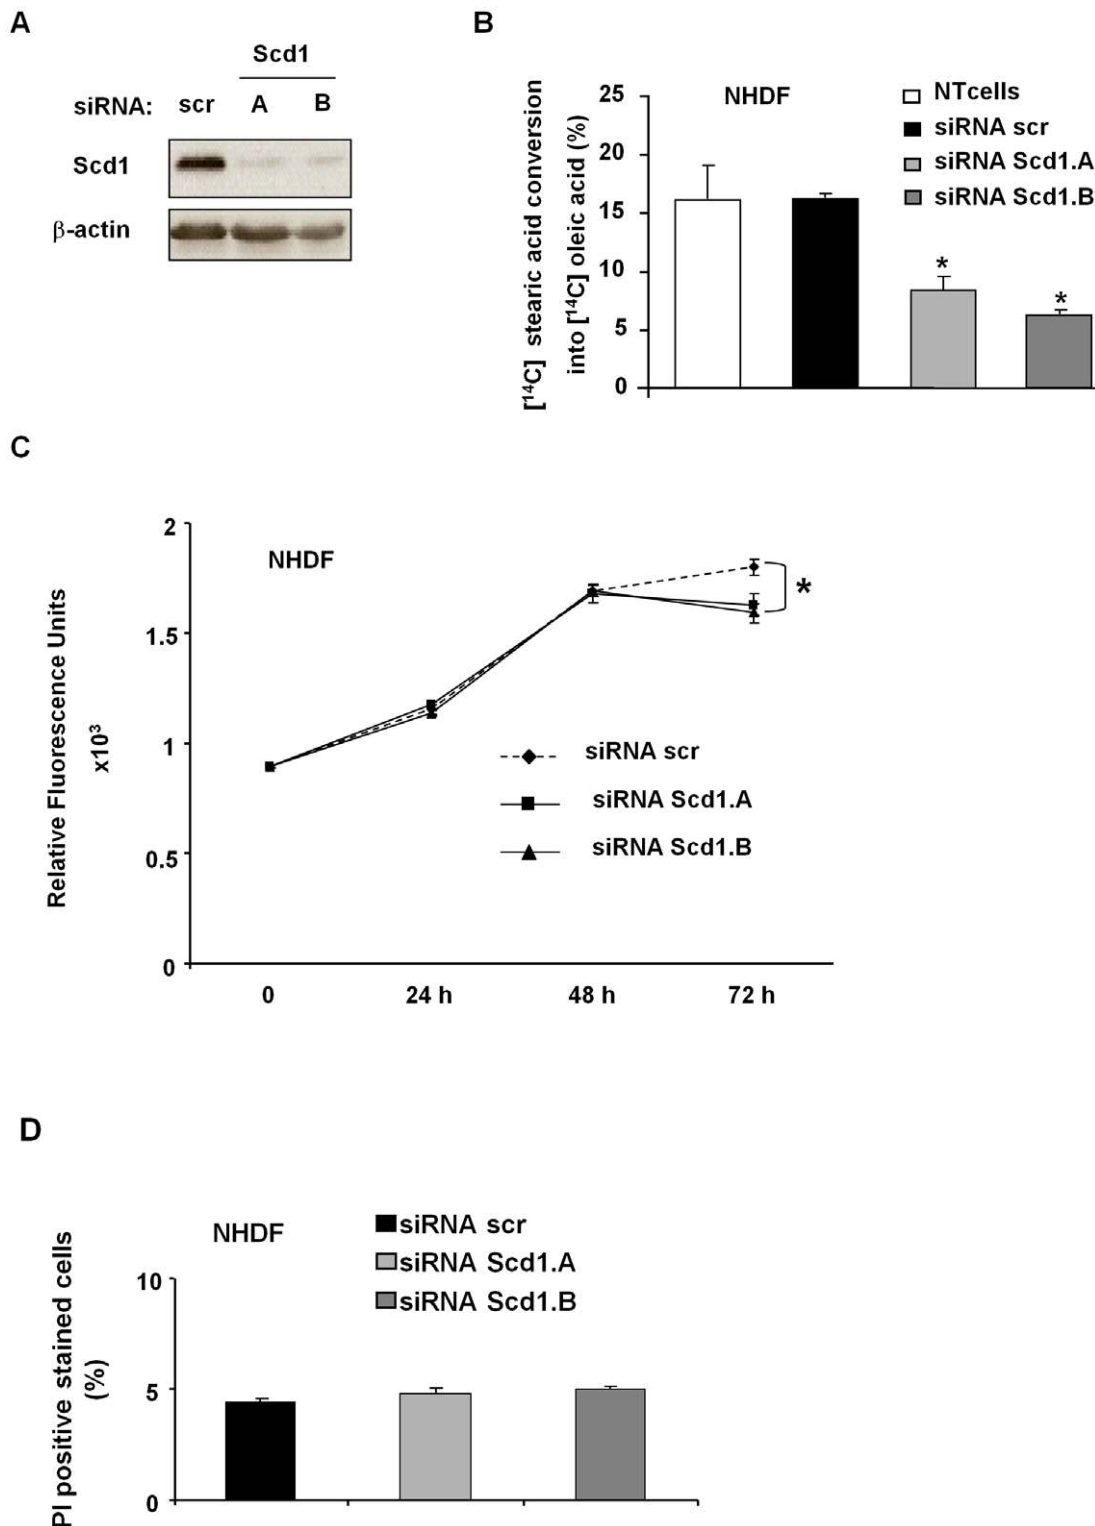 A
Scd1
siRNA: scr A B
Scd1
β-actin
B
[¹⁴C] stearic acid conversion
into [¹⁴C] oleic acid (%)
25
20
15
10
5
0
NHDF
NTcells
siRNA scr
siRNA Scd1.A
siRNA Scd1.B
*
*
C
Relative Fluorescence Units
x10³
2
1.5
1
0.5
0
NHDF
*
siRNA scr
siRNA Scd1.A
siRNA Scd1.B
0 24 h 48 h 72 h
D
PI positive stained cells
(%)
10
5
0
NHDF
siRNA scr
siRNA Scd1.A
siRNA Scd1.B